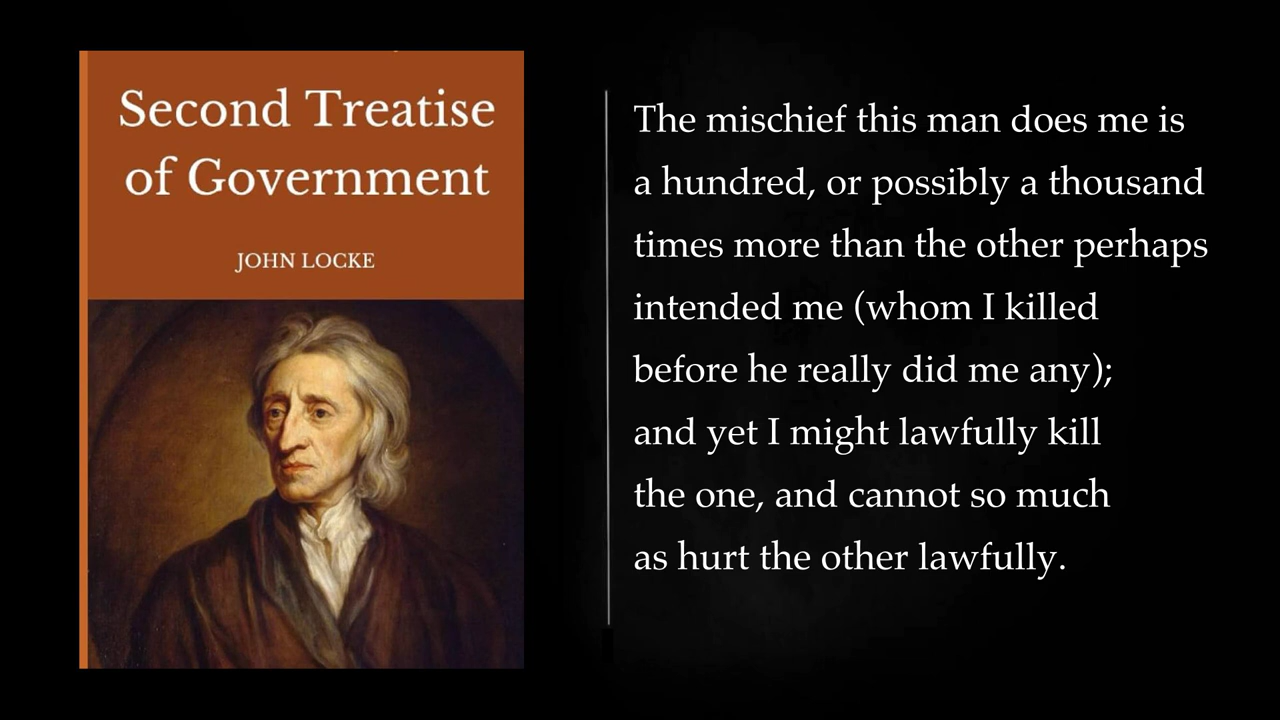 Second Treatise
of Government
JOHN LOCKE
The mischief this man does me is
a hundred, or possibly a thousand
times more than the other perhaps
intended me (whom I killed
before he really did me any);
and yet I might lawfully kill
the one, and cannot so much
as hurt the other lawfully.